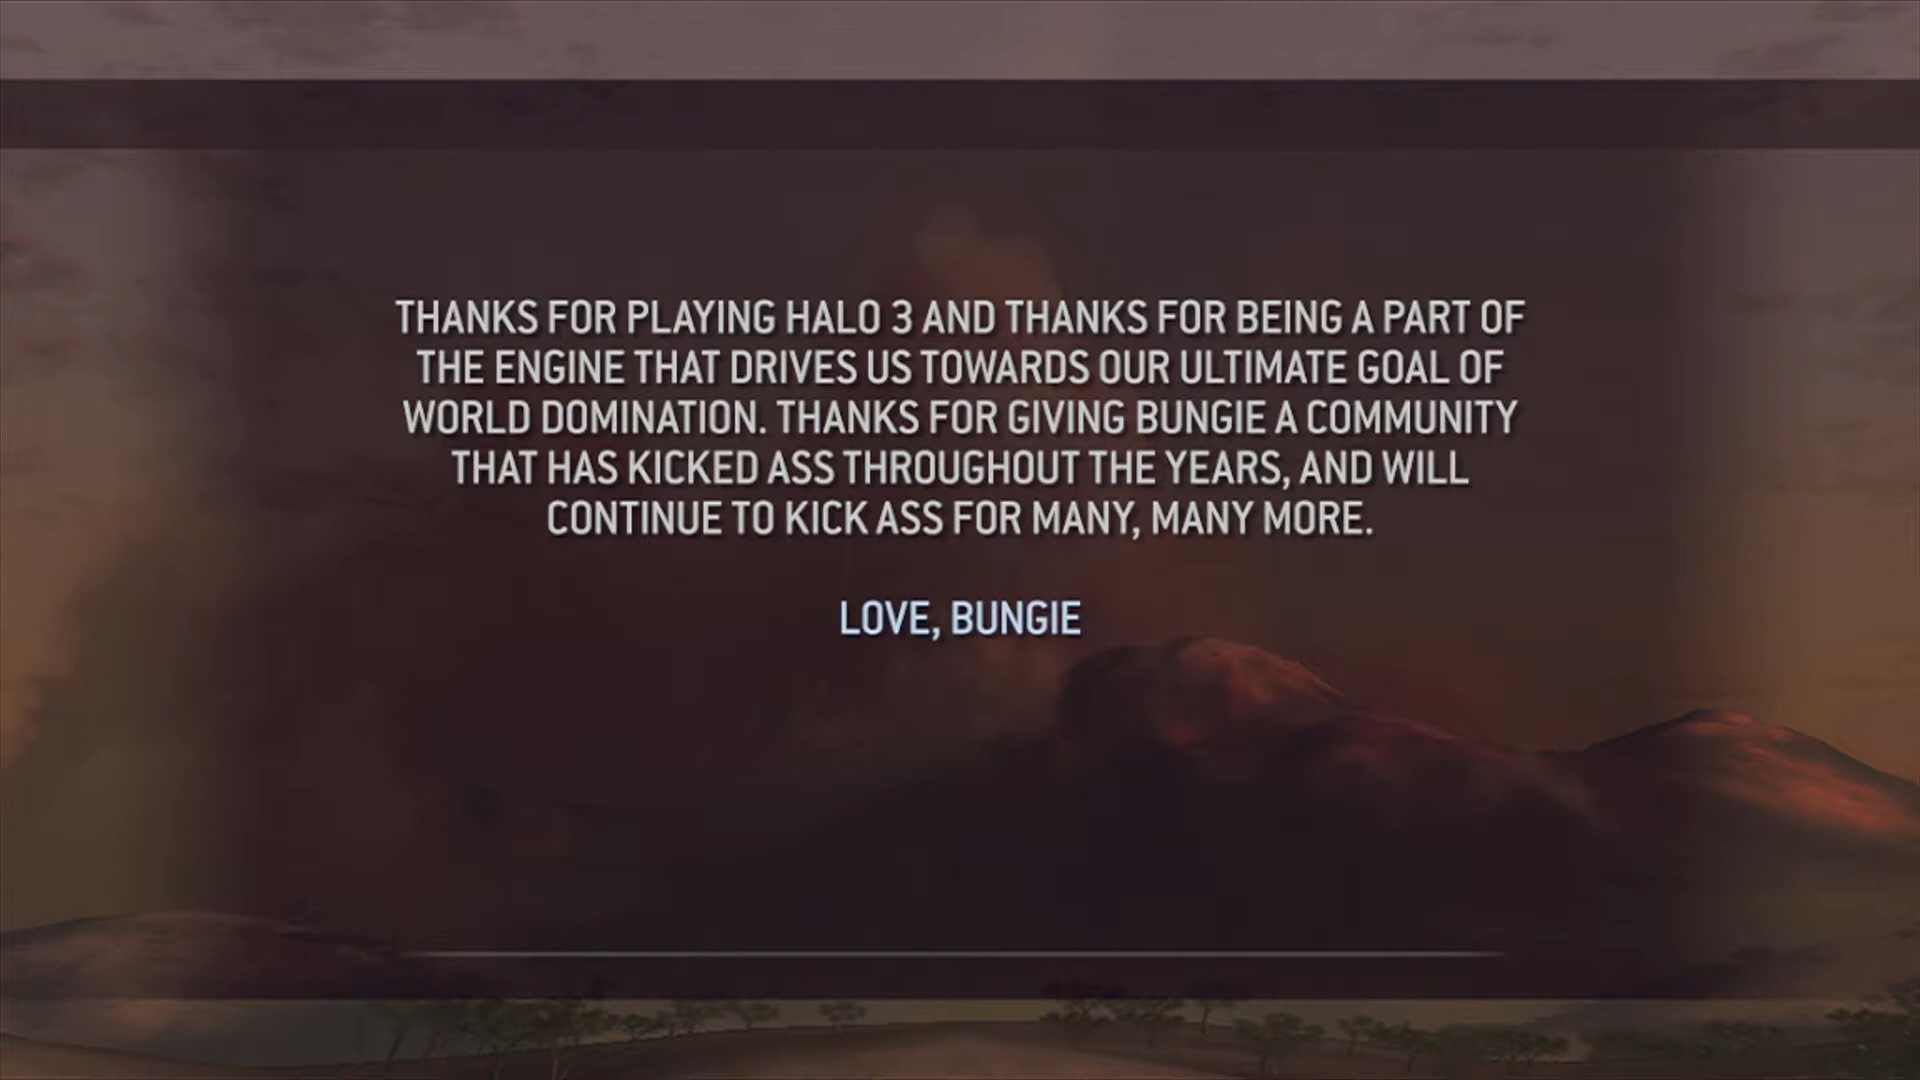 THANKS FOR PLAYING HALO 3 AND THANKS FOR BEING A PART OF
THE ENGINE THAT DRIVES US TOWARDS OUR ULTIMATE GOAL OF
WORLD DOMINATION. THANKS FOR GIVING BUNGIE A COMMUNITY
THAT HAS KICKED ASS THROUGHOUT THE YEARS, AND WILL
CONTINUE TO KICK ASS FOR MANY, MANY MORE.
LOVE, BUNGIE